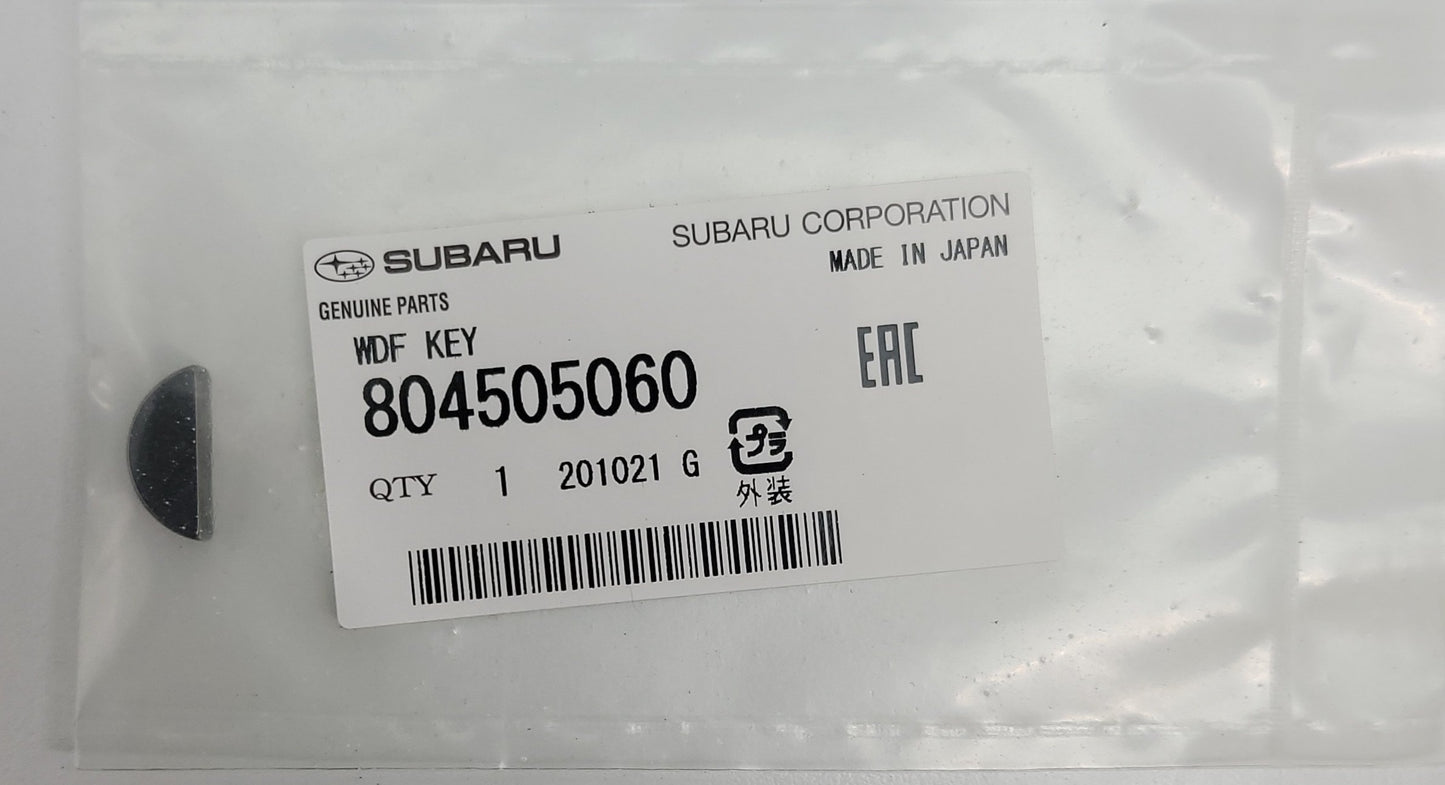 SUBARU
SUBARU CORPORATION
MADE IN JAPAN
GENUINE PARTS
WDF KEY
804505060
EAC
QTY 1 201021 G
プラ
外装